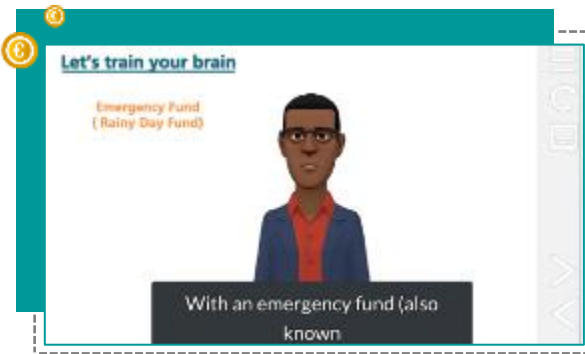 Let's train your brain
Emergency Fund
( Rainy Day Fund)
With an emergency fund (also
known